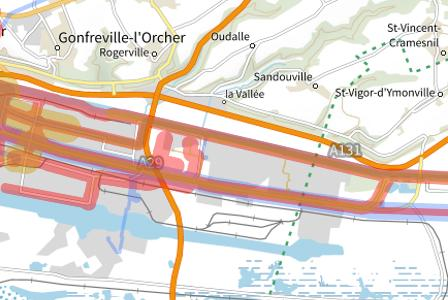 r
Gonfreville-l'Orcher
Rogerville
Oudalle
St-Vincent-
Cramesnil
Sandouville
la Vallée
St-Vigor-d'Ymonville
A131
A29